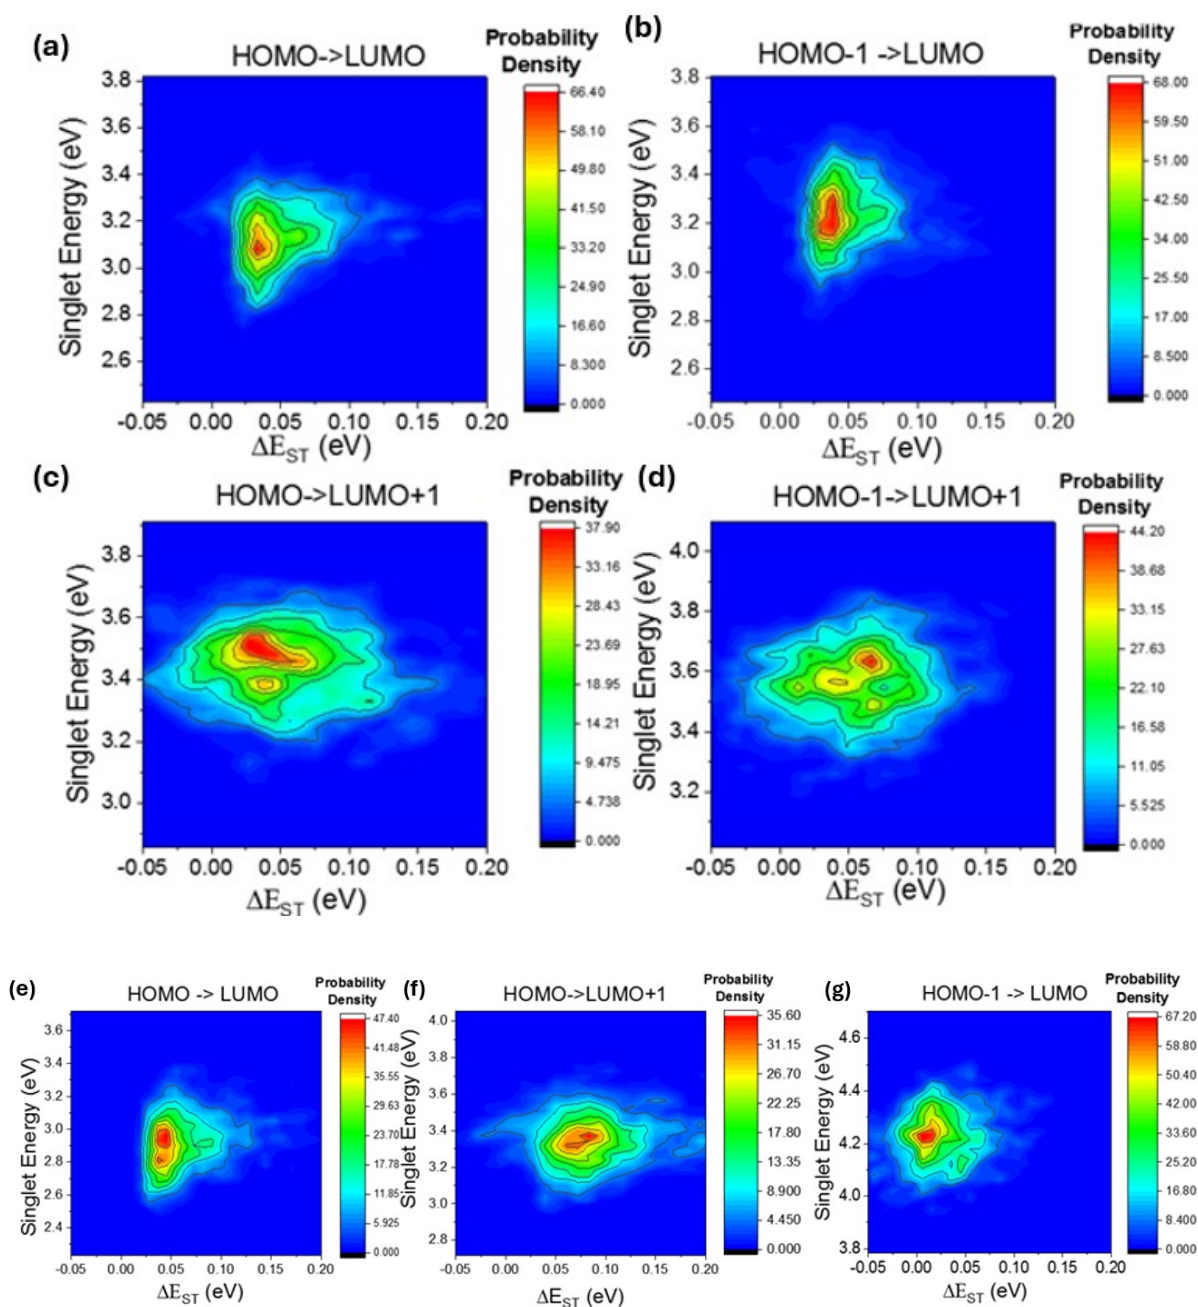 (a)
HOMO->LUMO
Probability
Density
3.8
3.6
3.4
3.2
3.0
2.8
2.6
Singlet Energy (eV)
-0.05 0.00 0.05 0.10 0.15 0.20
ΔE_ST (eV)
66.40
58.10
49.80
41.50
33.20
24.90
16.60
8.300
0.000
(b)
HOMO-1 ->LUMO
Probability
Density
3.8
3.6
3.4
3.2
3.0
2.8
2.6
Singlet Energy (eV)
-0.05 0.00 0.05 0.10 0.15 0.20
ΔE_ST (eV)
68.00
59.50
51.00
42.50
34.00
25.50
17.00
8.500
0.000
(c)
HOMO->LUMO+1
Probability
Density
3.8
3.6
3.4
3.2
3.0
Singlet Energy (eV)
-0.05 0.00 0.05 0.10 0.15 0.20
ΔE_ST (eV)
37.90
33.16
28.43
23.69
18.95
14.21
9.475
4.738
0.000
(d)
HOMO-1->LUMO+1
Probability
Density
4.0
3.8
3.6
3.4
3.2
Singlet Energy (eV)
-0.05 0.00 0.05 0.10 0.15 0.20
ΔE_ST (eV)
44.20
38.68
33.15
27.63
22.10
16.58
11.05
5.525
0.000
(e)
HOMO -> LUMO
Probability
Density
3.6
3.4
3.2
3.0
2.8
2.6
2.4
Singlet Energy (eV)
-0.05 0.00 0.05 0.10 0.15 0.20
ΔE_ST (eV)
47.40
41.48
35.55
29.63
23.70
17.78
11.85
5.925
0.000
(f)
HOMO->LUMO+1
Probability
Density
4.0
3.8
3.6
3.4
3.2
3.0
2.8
Singlet Energy (eV)
-0.05 0.00 0.05 0.10 0.15 0.20
ΔE_ST (eV)
35.60
31.15
26.70
22.25
17.80
13.35
8.900
4.450
0.000
(g)
HOMO-1 -> LUMO
Probability
Density
4.6
4.4
4.2
4.0
3.8
Singlet Energy (eV)
-0.05 0.00 0.05 0.10 0.15 0.20
ΔE_ST (eV)
67.20
58.80
50.40
42.00
33.60
25.20
16.80
8.400
0.000